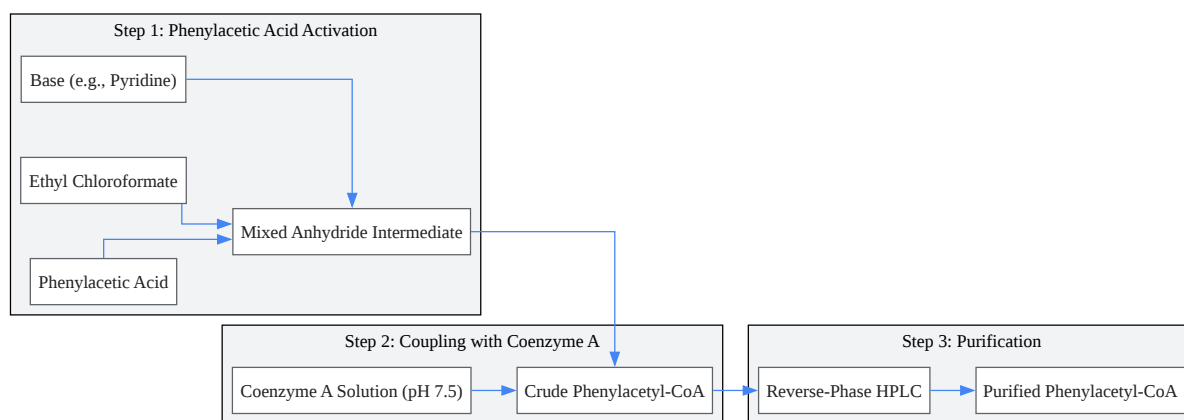 Step 1: Phenylacetic Acid Activation
Base (e.g., Pyridine)
Ethyl Chloroformate
Mixed Anhydride Intermediate
Phenylacetic Acid
Step 2: Coupling with Coenzyme A
Coenzyme A Solution (pH 7.5)
Crude Phenylacetyl-CoA
Step 3: Purification
Reverse-Phase HPLC
Purified Phenylacetyl-CoA